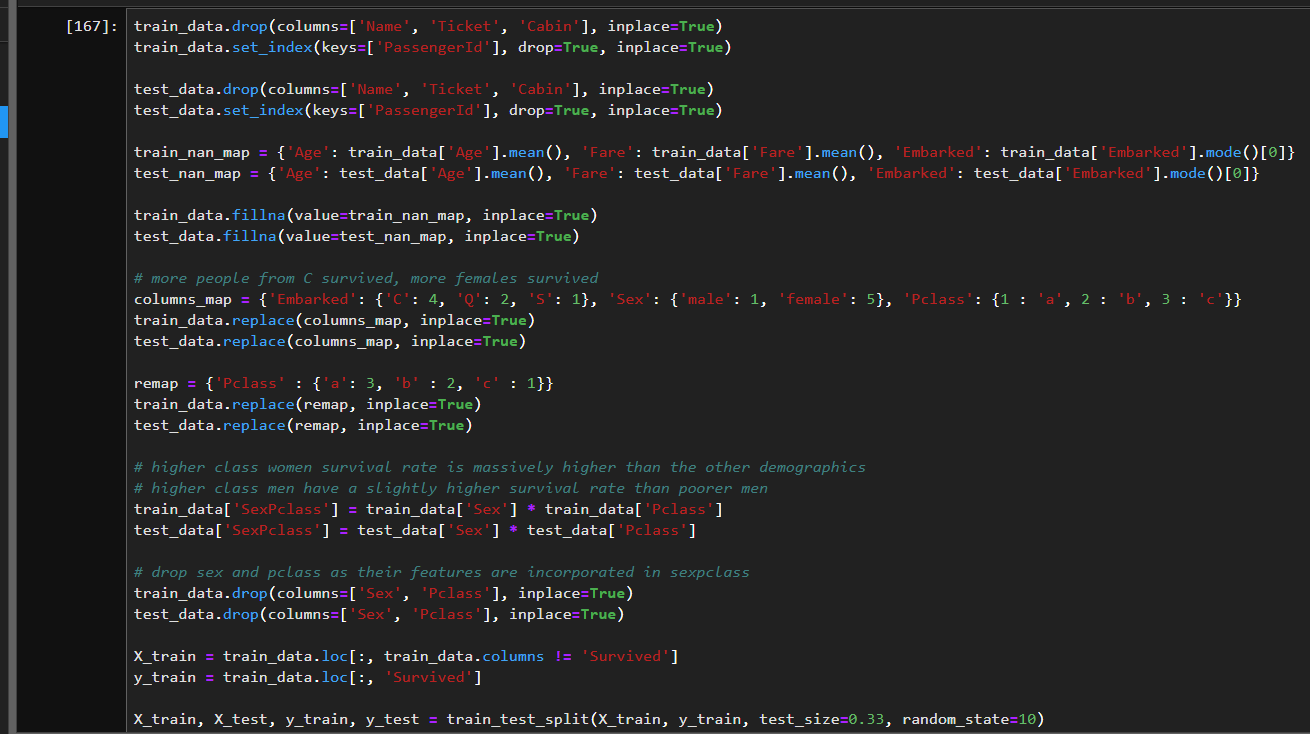 [167]: train_data.drop(columns=['Name', 'Ticket', 'Cabin'], inplace=True)
train_data.set_index(keys=['PassengerId'], drop=True, inplace=True)
test_data.drop(columns=['Name', 'Ticket', 'Cabin'], inplace=True)
test_data.set_index(keys=['PassengerId'], drop=True, inplace=True)
train_nan_map = {'Age': train_data['Age'].mean(), 'Fare': train_data['Fare'].mean(), 'Embarked': train_data['Embarked'].mode()[0]}
test_nan_map = {'Age': test_data['Age'].mean(), 'Fare': test_data['Fare'].mean(), 'Embarked': test_data['Embarked'].mode()[0]}
train_data.fillna(value=train_nan_map, inplace=True)
test_data.fillna(value=test_nan_map, inplace=True)
# more people from C survived, more females survived
columns_map = {'Embarked': {'C': 4, 'Q': 2, 'S': 1}, 'Sex': {'male': 1, 'female': 5}, 'Pclass': {1 : 'a', 2 : 'b', 3 : 'c'}}
train_data.replace(columns_map, inplace=True)
test_data.replace(columns_map, inplace=True)
remap = {'Pclass' : {'a': 3, 'b' : 2, 'c' : 1}}
train_data.replace(remap, inplace=True)
test_data.replace(remap, inplace=True)
# higher class women survival rate is massively higher than the other demographics
# higher class men have a slightly higher survival rate than poorer men
train_data['SexPclass'] = train_data['Sex'] * train_data['Pclass']
test_data['SexPclass'] = test_data['Sex'] * test_data['Pclass']
# drop sex and pclass as their features are incorporated in sexpclass
train_data.drop(columns=['Sex', 'Pclass'], inplace=True)
test_data.drop(columns=['Sex', 'Pclass'], inplace=True)
X_train = train_data.loc[:, train_data.columns != 'Survived']
y_train = train_data.loc[:, 'Survived']
X_train, X_test, y_train, y_test = train_test_split(X_train, y_train, test_size=0.33, random_state=10)